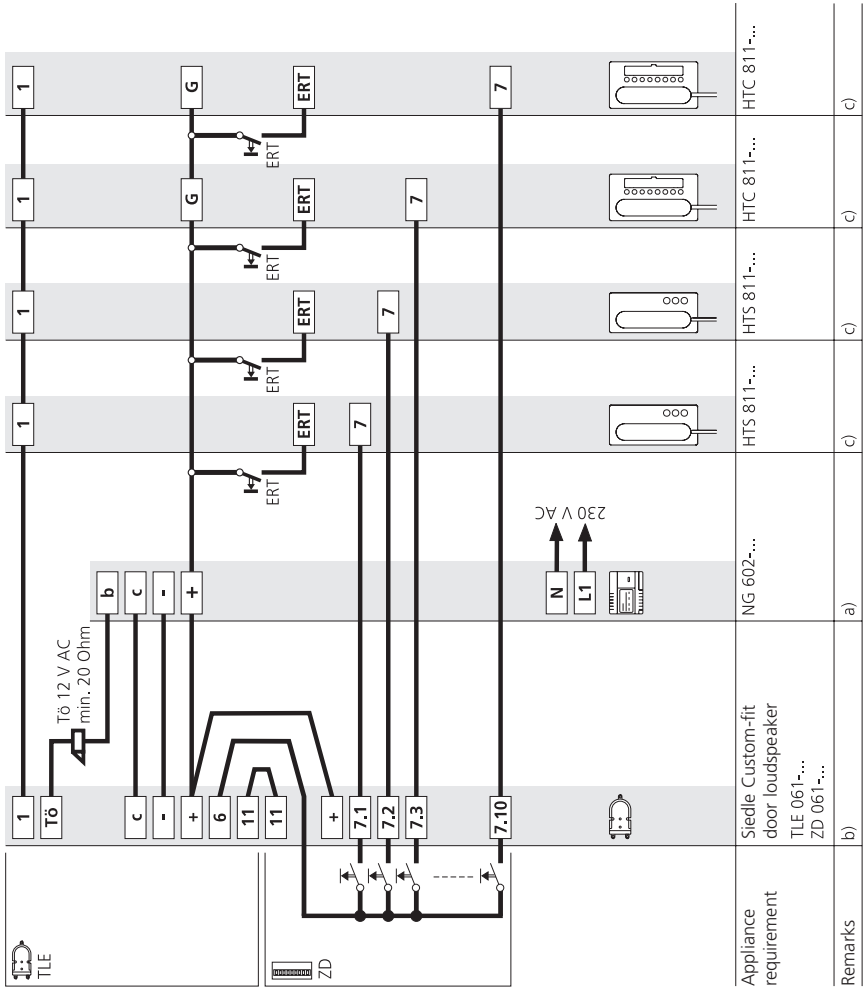 1 1 1 1 1
TLE Tö
Tö 12 V AC
min. 20 Ohm
b
c c
- -
+ + G G
6
11
ERT ERT ERT ERT
11
ERT ERT ERT ERT
ZD +
7.1 7
7.2 7
7.3 7
7.10 7
N
230 V AC
L1
Appliance requirement
Siedle Custom-fit
door loudspeaker
TLE 061-...
ZD 061-...
NG 602-...
HTS 811-...
HTS 811-...
HTC 811-...
HTC 811-...
Remarks b) a) c) c) c) c)